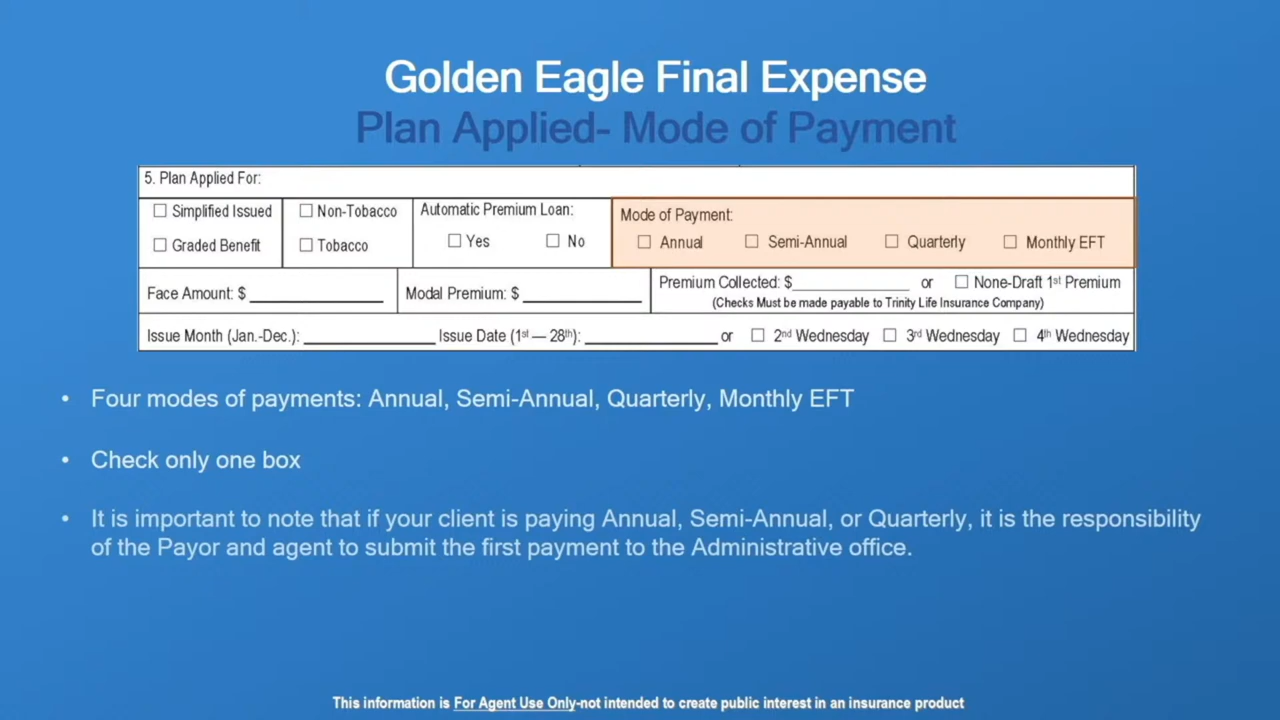 Golden Eagle Final Expense
Plan Applied- Mode of Payment
5. Plan Applied For:
☐ Simplified Issued ☐ Non-Tobacco Automatic Premium Loan: Mode of Payment:
☐ Graded Benefit ☐ Tobacco ☐ Yes ☐ No ☐ Annual ☐ Semi-Annual ☐ Quarterly ☐ Monthly EFT
Face Amount: $ ____ Modal Premium: $ ____ Premium Collected: $____ or ☐ None-Draft 1st Premium
(Checks Must be made payable to Trinity Life Insurance Company)
Issue Month (Jan.-Dec.): ____ Issue Date (1st — 28th): ____ or ☐ 2nd Wednesday ☐ 3rd Wednesday ☐ 4th Wednesday
• Four modes of payments: Annual, Semi-Annual, Quarterly, Monthly EFT
• Check only one box
• It is important to note that if your client is paying Annual, Semi-Annual, or Quarterly, it is the responsibility
of the Payor and agent to submit the first payment to the Administrative office.
This information is For Agent Use Only-not intended to create public interest in an insurance product